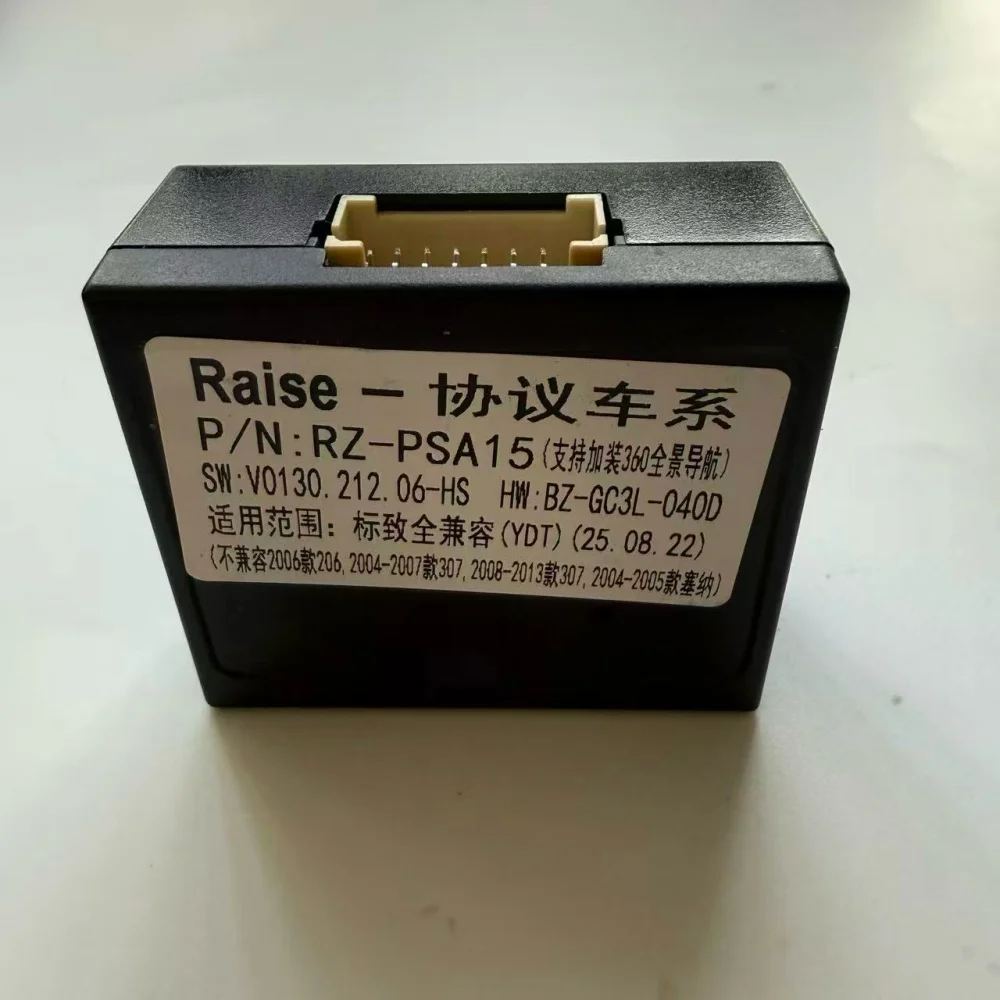 Raise - 协议车系
P/N:RZ-PSA15(支持加装360全景导航)
SW:V0130.212.06-HS HW:BZ-GC3L-040D
适用范围: 标致全兼容(YDT)(25.08.22)
(不兼容2006款206,2004-2007款307,2008-2013款307,2004-2005款塞纳)